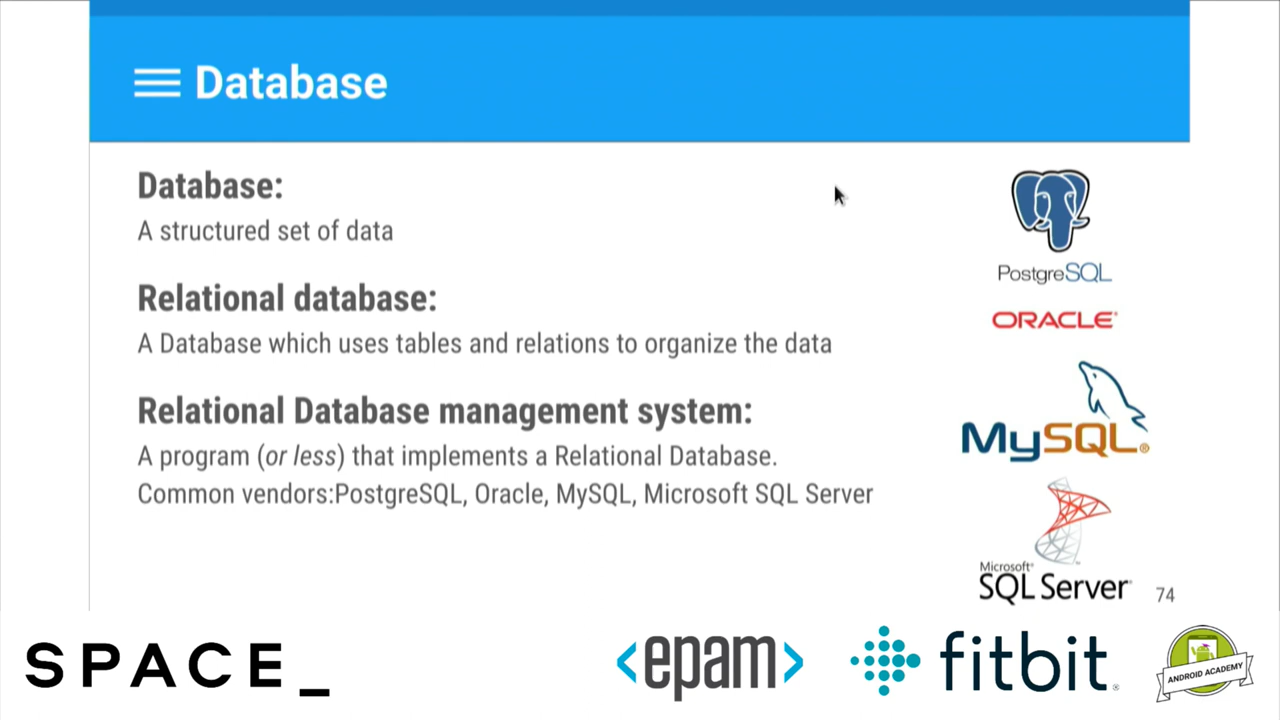 Database
Database:
A structured set of data
Relational database:
A Database which uses tables and relations to organize the data
Relational Database management system:
A program (or less) that implements a Relational Database.
Common vendors:PostgreSQL, Oracle, MySQL, Microsoft SQL Server
PostgreSQL
ORACLE®
MySQL®
Microsoft®
SQL Server®
74
SPACE_
<epam>
fitbit®
ANDROID ACADEMY